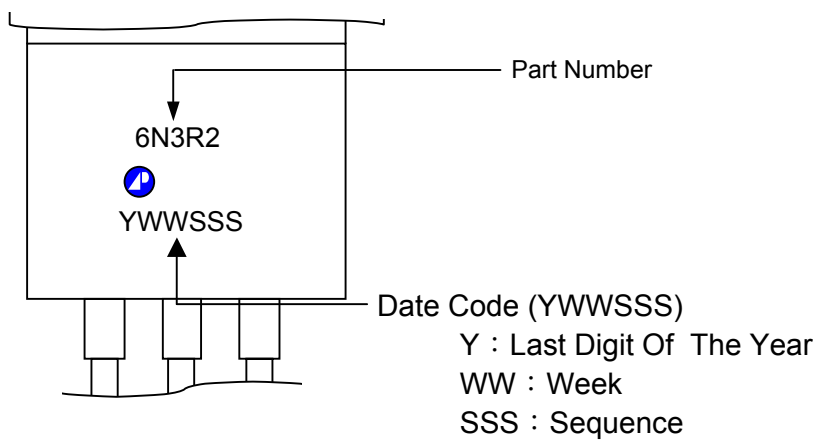 Part Number
6N3R2
YWWSSS
Date Code (YWWSSS)
Y：Last Digit Of The Year
WW：Week
SSS：Sequence